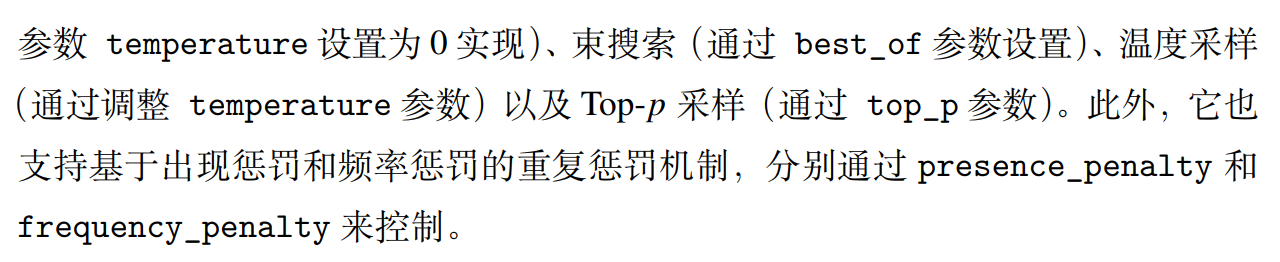 参数 temperature 设置为 0 实现)、束搜索（通过 best_of 参数设置)、温度采样
（通过调整 temperature 参数）以及 Top-p 采样（通过 top_p 参数)。此外，它也
支持基于出现惩罚和频率惩罚的重复惩罚机制，分别通过 presence_penalty 和
frequency_penalty 来控制。